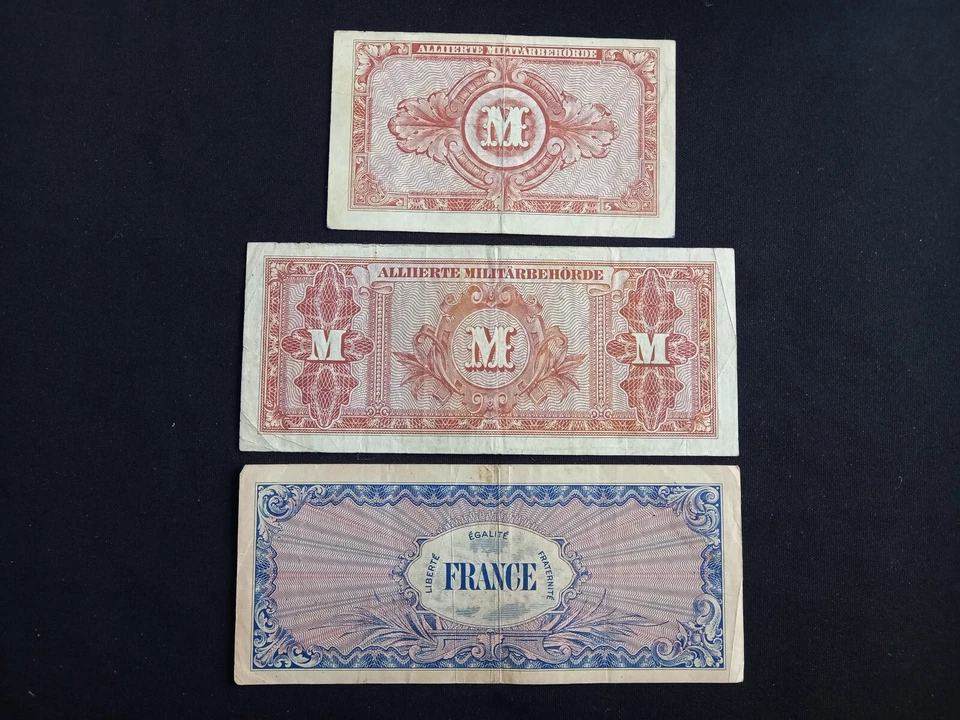 ALLIIERTE MILITÄRBEHÖRDE
M
ALLIIERTE MILITÄRBEHÖRDE
M M M
ÉGALITÉ
LIBERTÉ FRANCE FRATERNITÉ